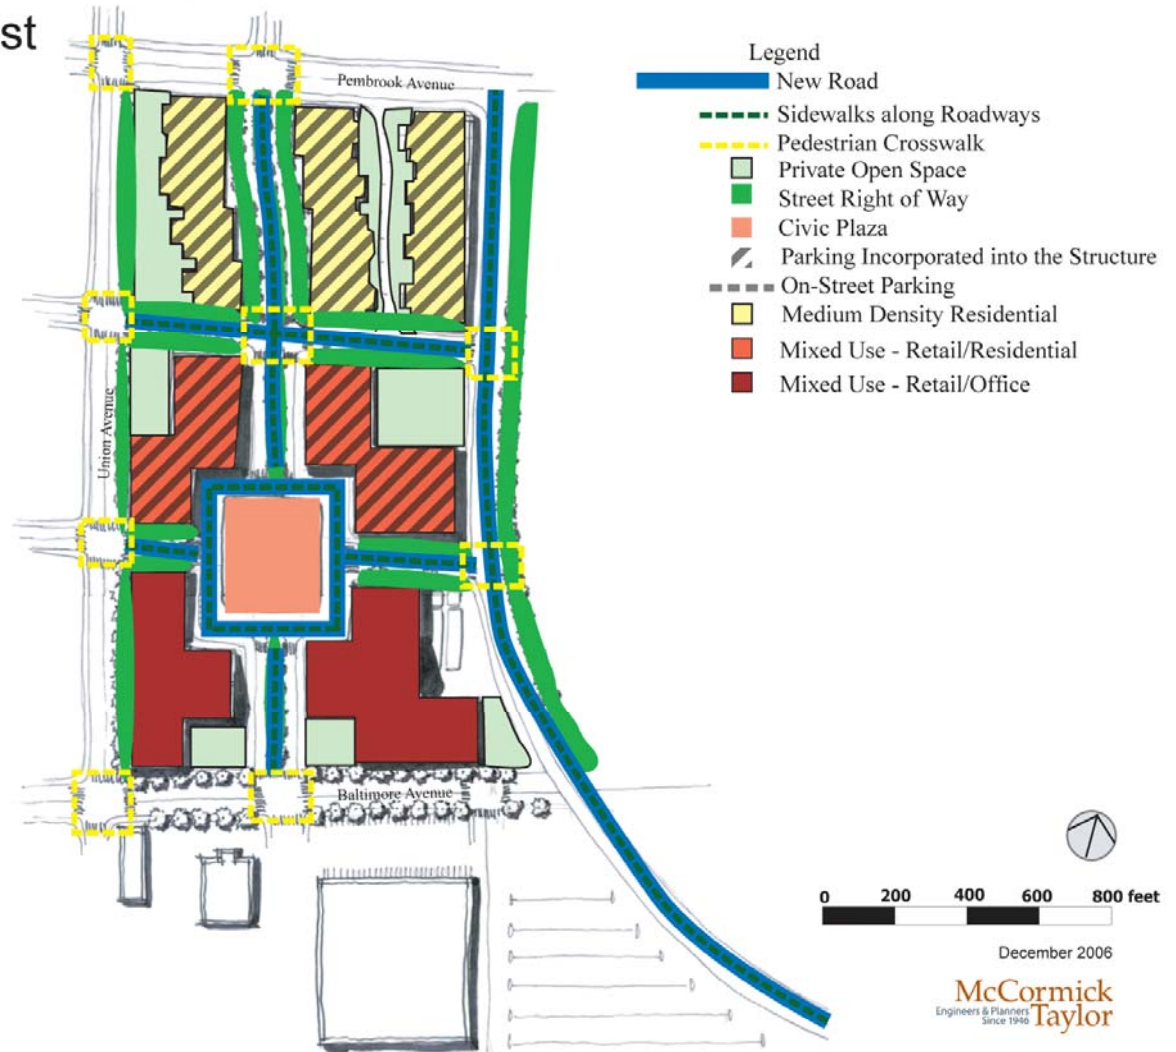 st
Pembrook Avenue
Union Avenue
Baltimore Avenue
Legend
New Road
Sidewalks along Roadways
Pedestrian Crosswalk
Private Open Space
Street Right of Way
Civic Plaza
Parking Incorporated into the Structure
On-Street Parking
Medium Density Residential
Mixed Use - Retail/Residential
Mixed Use - Retail/Office
0 200 400 600 800 feet
December 2006
McCormick
Engineers & Planners
Since 1946
Taylor